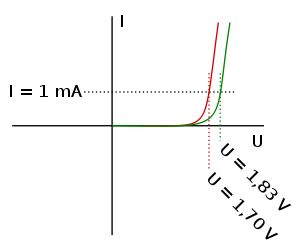 I
I = 1 mA
U
U = 1,83 V
U = 1,70 V